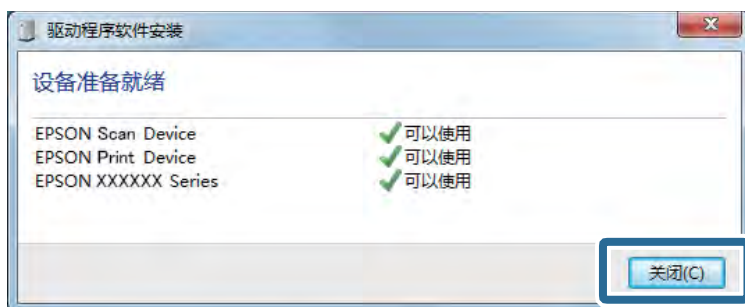 驱动程序软件安装
设备准备就绪
EPSON Scan Device 可以使用
EPSON Print Device 可以使用
EPSON XXXXXX Series 可以使用
关闭(C)